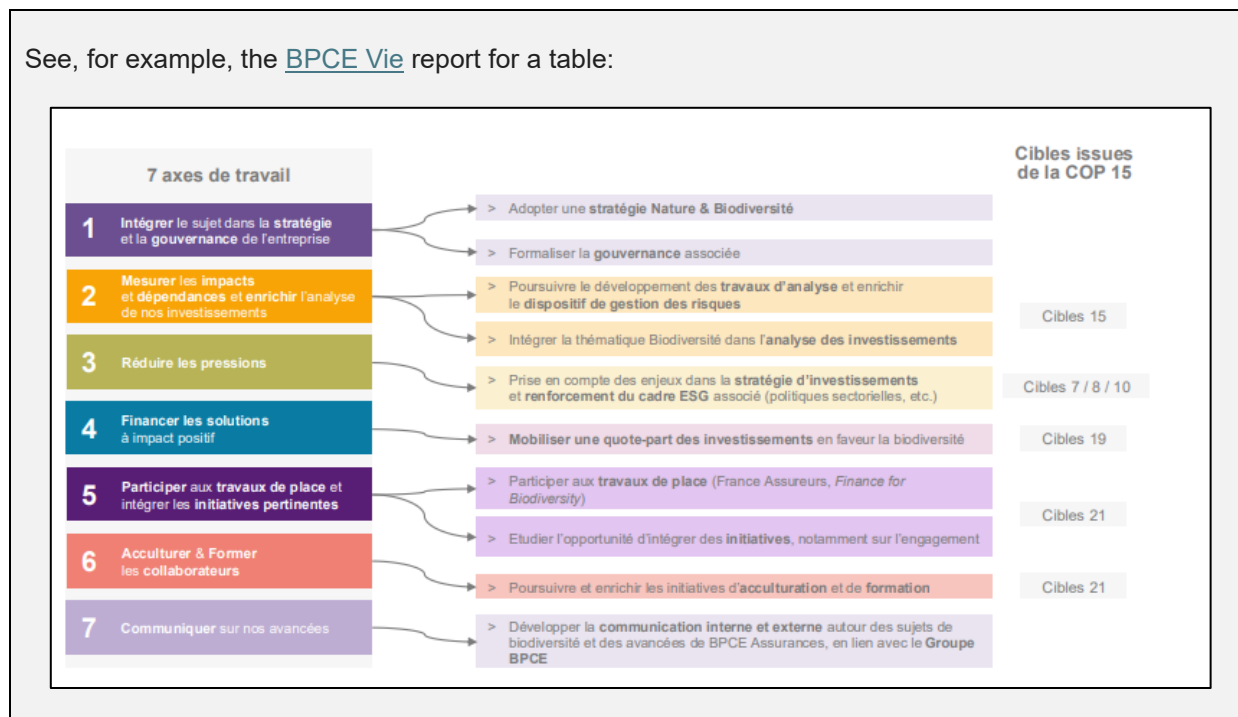 See, for example, the BPCE Vie report for a table:
7 axes de travail
Cibles issues
de la COP 15
1
Intégrer le sujet dans la stratégie
et la gouvernance de l'entreprise
> Adopter une stratégie Nature & Biodiversité
> Formaliser la gouvernance associée
2
Mesurer les impacts
et dépendances et enrichir l'analyse
de nos investissements
> Poursuivre le développement des travaux d'analyse et enrichir
le dispositif de gestion des risques
> Intégrer la thématique Biodiversité dans l'analyse des investissements
Cibles 15
3
Réduire les pressions
> Prise en compte des enjeux dans la stratégie d'investissements
et renforcement du cadre ESG associé (politiques sectorielles, etc.)
Cibles 7 / 8 / 10
4
Financer les solutions
à impact positif
> Mobiliser une quote-part des investissements en faveur la biodiversité
Cibles 19
5
Participer aux travaux de place et
intégrer les initiatives pertinentes
> Participer aux travaux de place (France Assureurs, Finance for
Biodiversity)
> Etudier l'opportunité d'intégrer des initiatives, notamment sur l'engagement
Cibles 21
6
Acculturer & Former
les collaborateurs
> Poursuivre et enrichir les initiatives d'acculturation et de formation
Cibles 21
7
Communiquer sur nos avancées
> Développer la communication interne et externe autour des sujets de
biodiversité et des avancées de BPCE Assurances, en lien avec le Groupe
BPCE